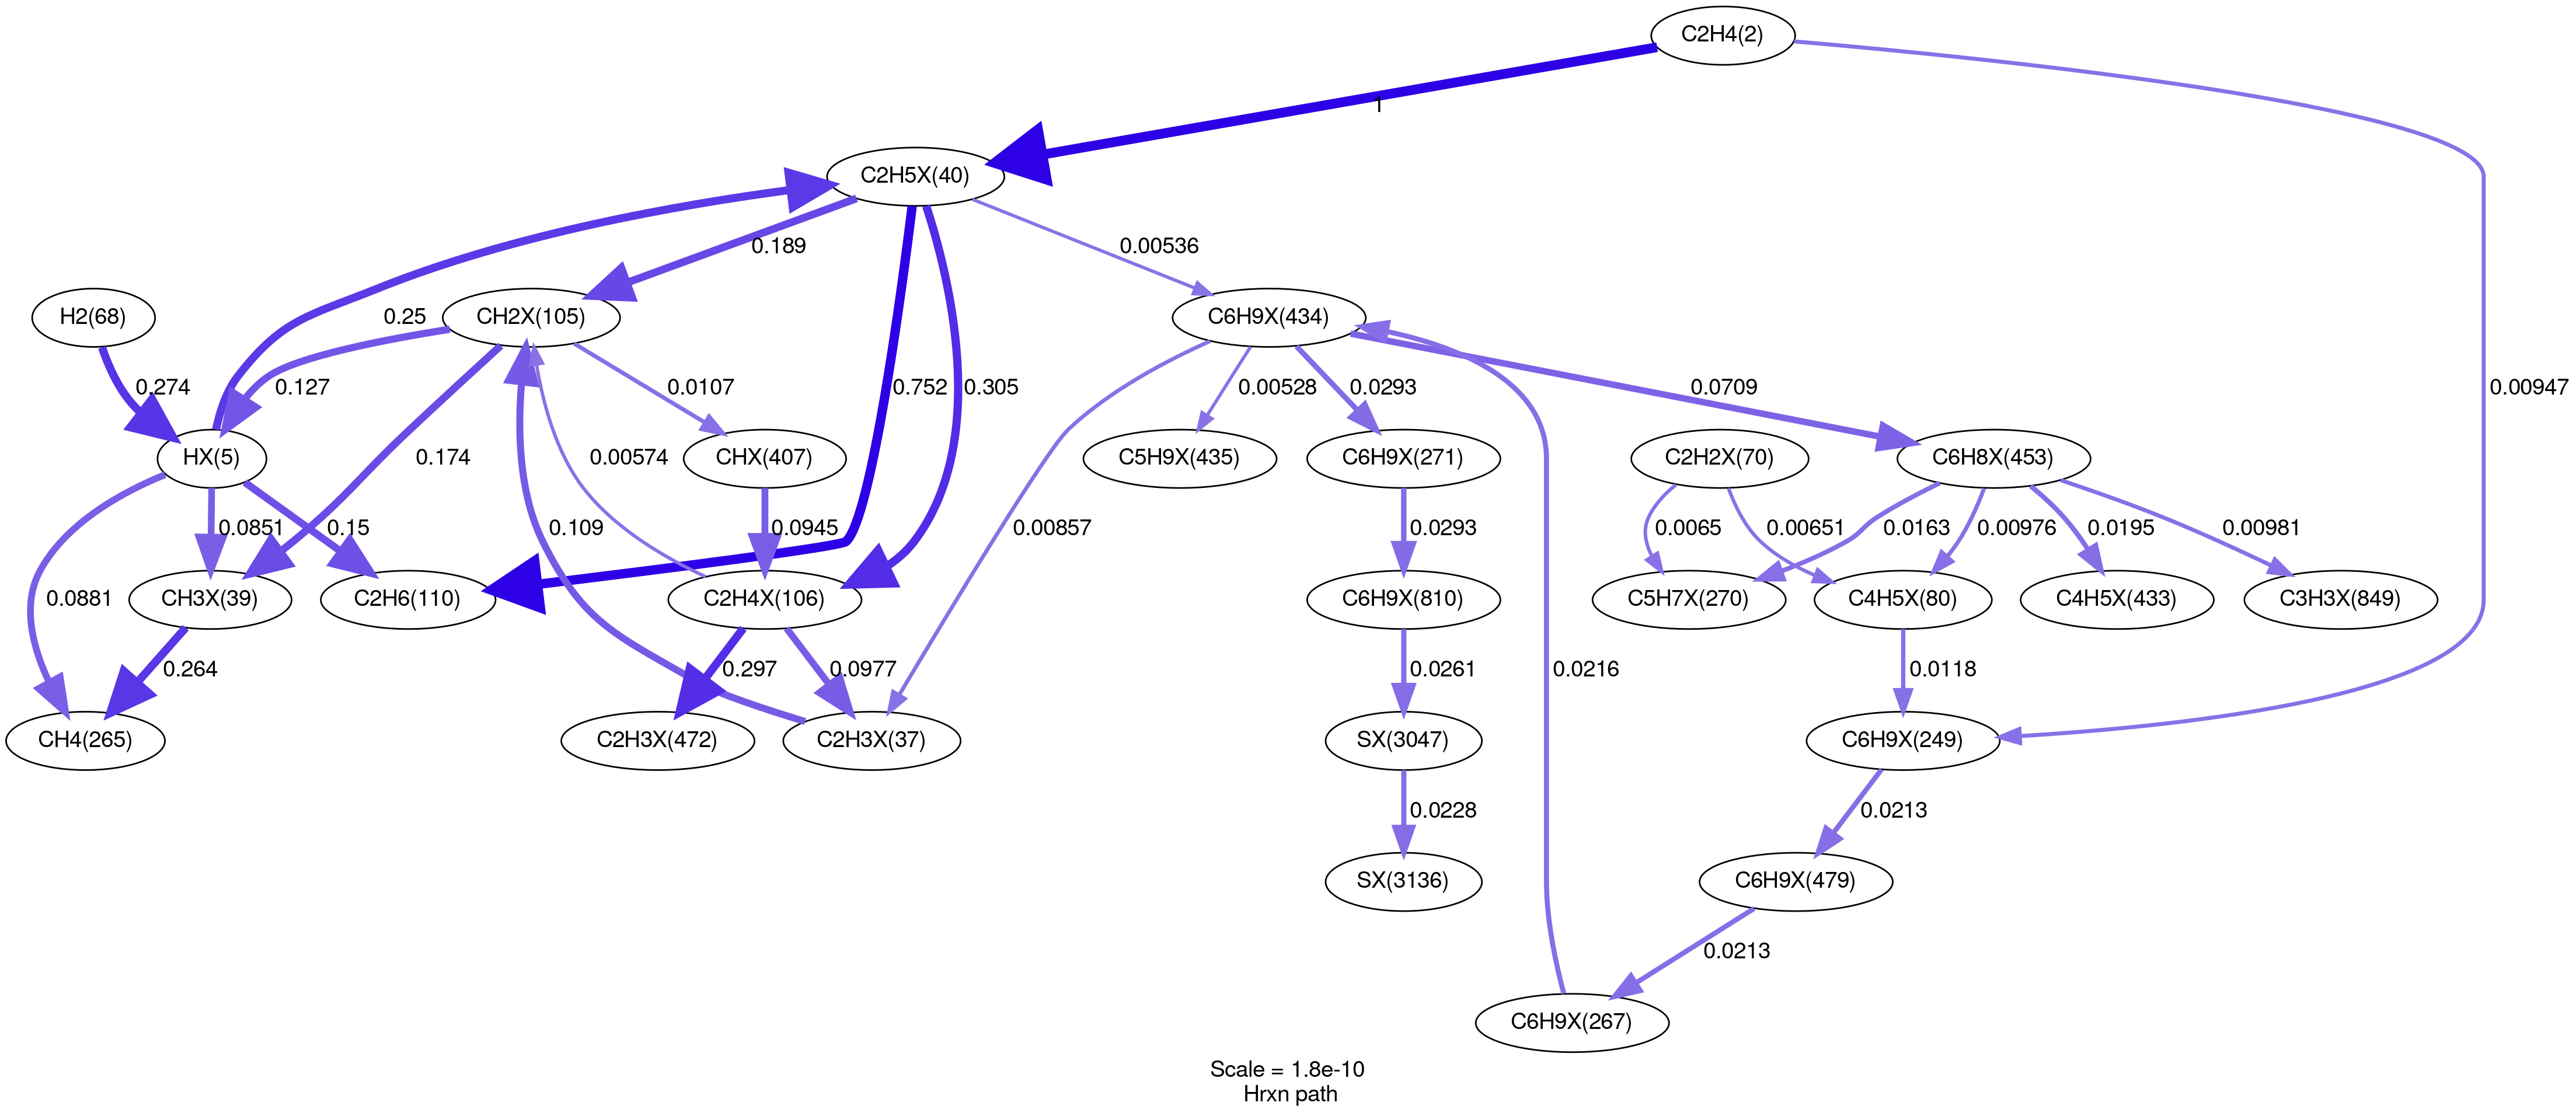 C2H4(2)
1
C2H5X(40)
0.189
0.00536
H2(68)
0.25
CH2X(105)
C6H9X(434)
0.274
0.127
0.0107
0.752
0.305
0.00528
0.0293
0.0709
0.00947
HX(5)
0.174
0.00574
CHX(407)
C5H9X(435)
C6H9X(271)
C2H2X(70)
C6H8X(453)
0.0851
0.15
0.109
0.0945
0.00857
0.0293
0.0065
0.00651
0.0163
0.00976
0.0195
0.00981
0.0881
CH3X(39)
C2H6(110)
C2H4X(106)
C6H9X(810)
C5H7X(270)
C4H5X(80)
C4H5X(433)
C3H3X(849)
0.264
0.297
0.0977
0.0261
0.0216
0.0118
CH4(265)
C2H3X(472)
C2H3X(37)
SX(3047)
C6H9X(249)
0.0228
0.0213
SX(3136)
C6H9X(479)
0.0213
C6H9X(267)
Scale = 1.8e-10
Hrxn path